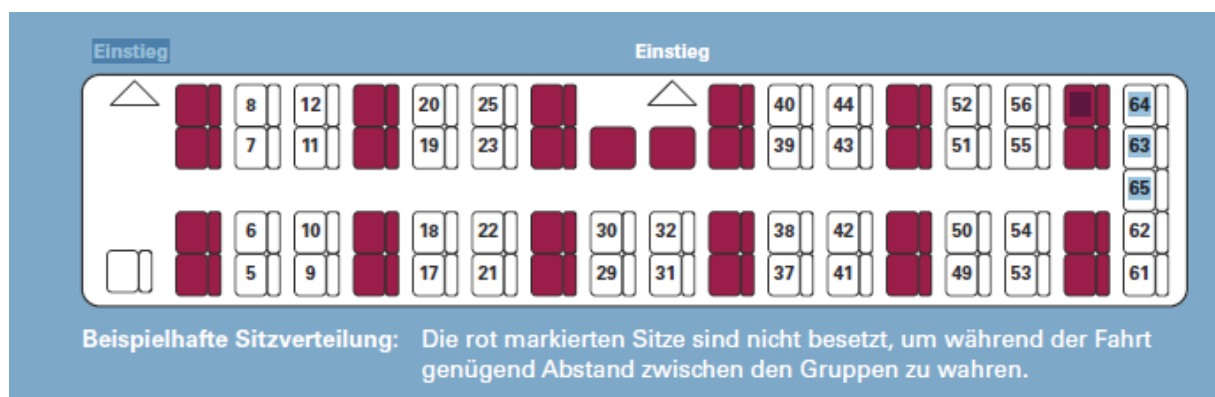 Einstieg Einstieg
8 12 20 25 40 44 52 56 64
7 11 19 23 39 43 51 55 63
65
6 10 18 22 30 32 38 42 50 54 62
5 9 17 21 29 31 37 41 49 53 61
Beispielhafte Sitzverteilung: Die rot markierten Sitze sind nicht besetzt, um während der Fahrt
genügend Abstand zwischen den Gruppen zu wahren.